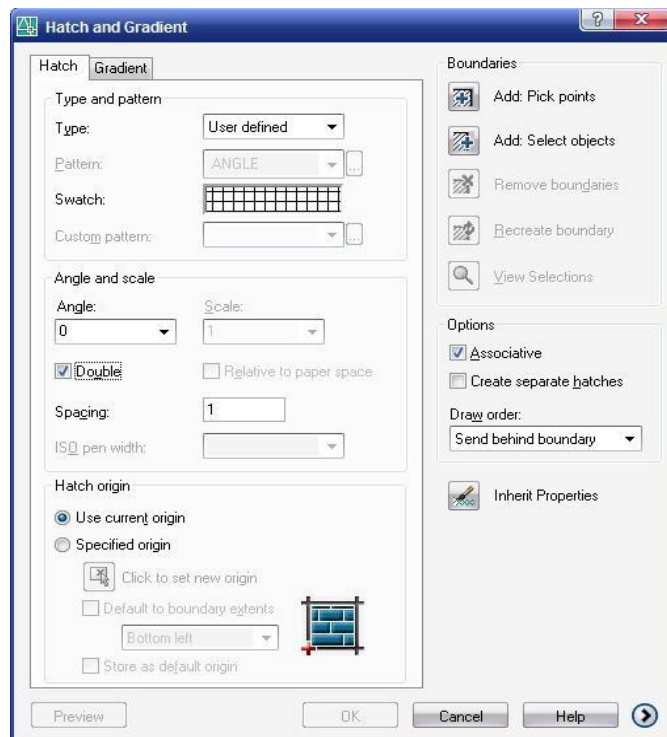 Hatch and Gradient
?
Hatch
Gradient
Type and pattern
Type:
User defined
Pattern:
ANGLE
...
Swatch:
Custom pattern:
...
Angle and scale
Angle:
Scale:
0
1
Double
Relative to paper space
Spacing:
1
ISO pen width:
Hatch origin
Use current origin
Specified origin
Click to set new origin
Default to boundary extents
Bottom left
Store as default origin
Boundaries
Add: Pick points
Add: Select objects
Remove boundaries
Recreate boundary
View Selections
Options
Associative
Create separate hatches
Draw order:
Send behind boundary
Inherit Properties
Preview
OK
Cancel
Help